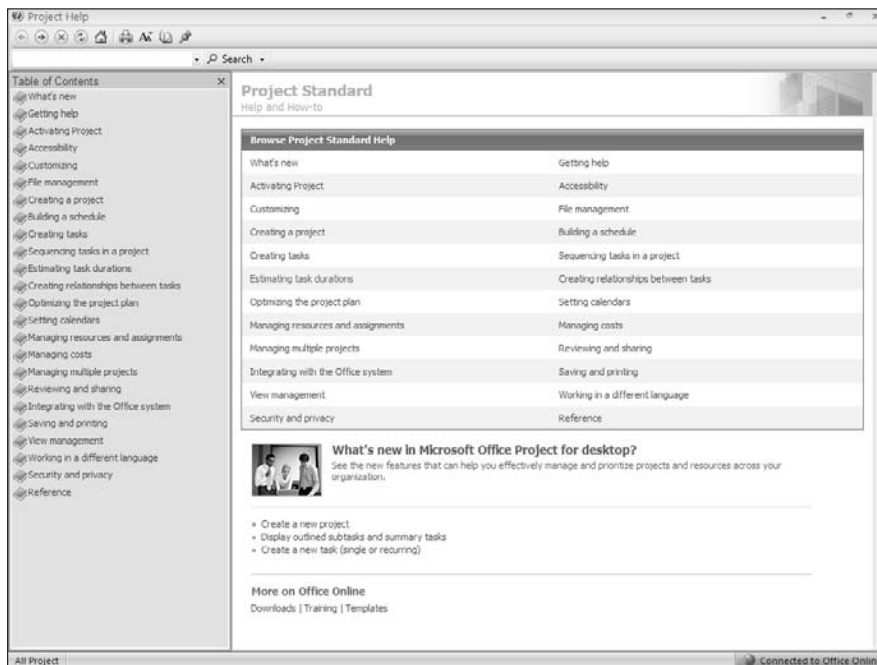 Project Help
Search
Table of Contents
What's new
Getting help
Activating Project
Accessibility
Customizing
File management
Creating a project
Building a schedule
Creating tasks
Sequencing tasks in a project
Estimating task durations
Creating relationships between tasks
Optimizing the project plan
Setting calendars
Managing resources and assignments
Managing costs
Managing multiple projects
Reviewing and sharing
Integrating with the Office system
Saving and printing
View management
Working in a different language
Security and privacy
Reference
Project Standard
Help and How-to
Browse Project Standard Help
What's new Getting help
Activating Project Accessibility
Customizing File management
Creating a project Building a schedule
Creating tasks Sequencing tasks in a project
Estimating task durations Creating relationships between tasks
Optimizing the project plan Setting calendars
Managing resources and assignments Managing costs
Managing multiple projects Reviewing and sharing
Integrating with the Office system Saving and printing
View management Working in a different language
Security and privacy Reference
What's new in Microsoft Office Project for desktop?
See the new features that can help you effectively manage and prioritize projects and resources across your
organization.
» Create a new project
» Display outlined subtasks and summary tasks
» Create a new task (single or recurring)
More on Office Online
Downloads | Training | Templates
All Project Connected to Office Onlin